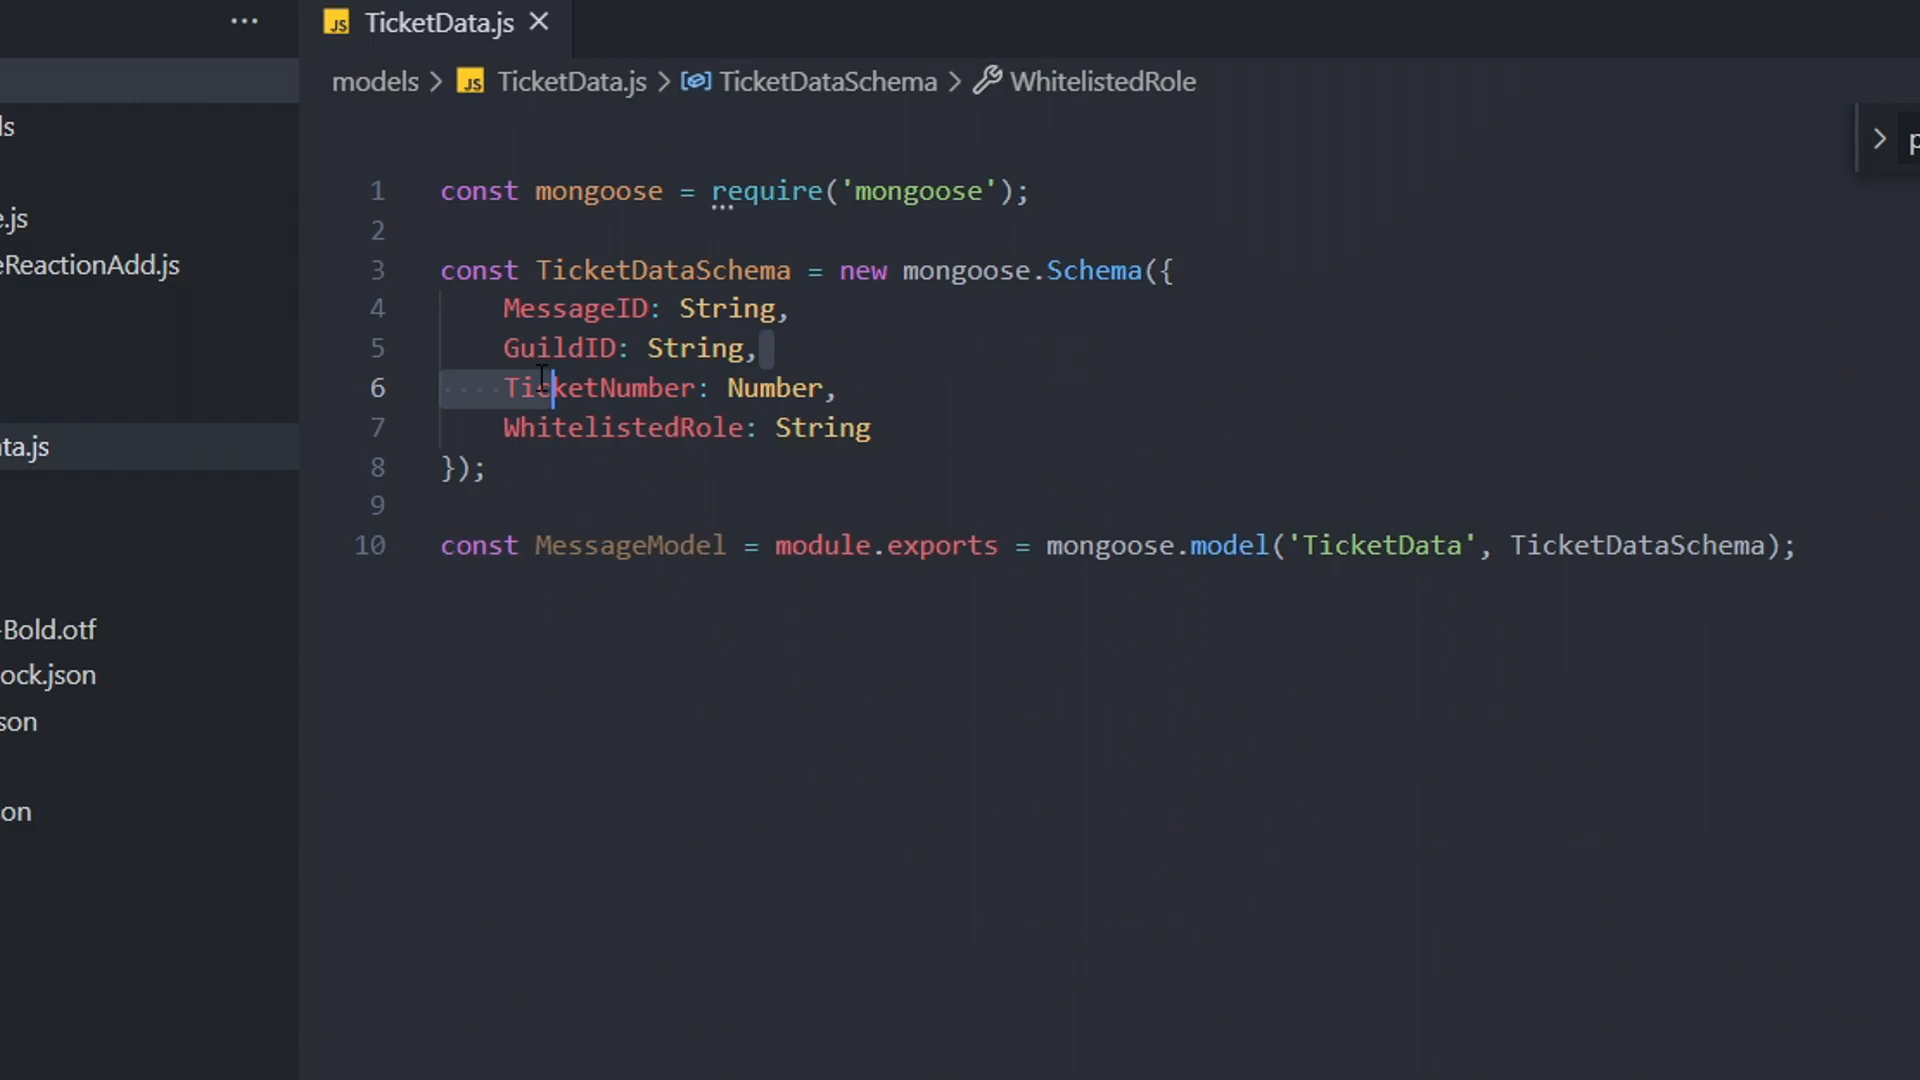 TicketData.js
models > TicketData.js > TicketDataSchema > WhitelistedRole
ls
e.js
eReactionAdd.js
ta.js
-Bold.otf
ock.json
son
on
p
1 const mongoose = require('mongoose');
2
3 const TicketDataSchema = new mongoose.Schema({
4 MessageID: String,
5 GuildID: String,
6 TicketNumber: Number,
7 WhitelistedRole: String
8 });
9
10 const MessageModel = module.exports = mongoose.model('TicketData', TicketDataSchema);